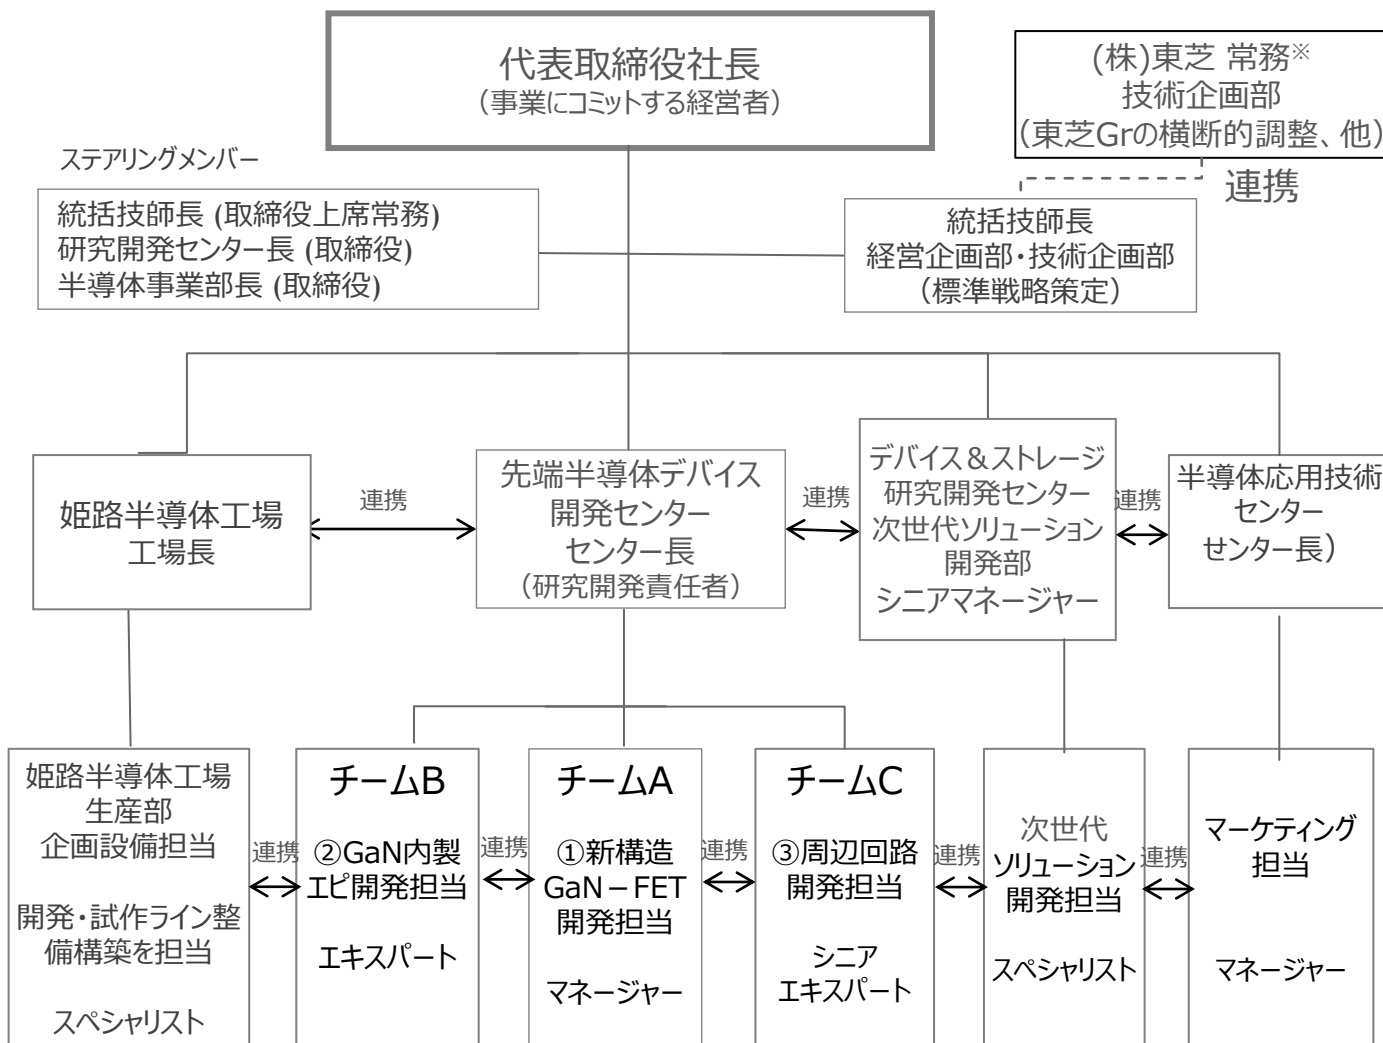 代表取締役社長
（事業にコミットする経営者）
(株)東芝 常務※
技術企画部
（東芝Grの横断的調整、他）
連携
ステアリングメンバー
統括技師長 (取締役上席常務)
研究開発センター長 (取締役)
半導体事業部長 (取締役)
統括技師長
経営企画部・技術企画部
（標準戦略策定）
姫路半導体工場
工場長
連携
先端半導体デバイス
開発センター
センター長
（研究開発責任者）
連携
デバイス＆ストレージ
研究開発センター
次世代ソリューション
開発部
シニアマネージャー
連携
半導体応用技術
センター
せンター長）
姫路半導体工場
生産部
企画設備担当
開発・試作ライン整
備構築を担当
スペシャリスト
連携
チームB
②GaN内製
エピ開発担当
エキスパート
連携
チームA
①新構造
GaN－FET
開発担当
マネージャー
連携
チームC
③周辺回路
開発担当
シニア
エキスパート
連携
次世代
ソリューション
開発担当
スペシャリスト
連携
マーケティング
担当
マネージャー